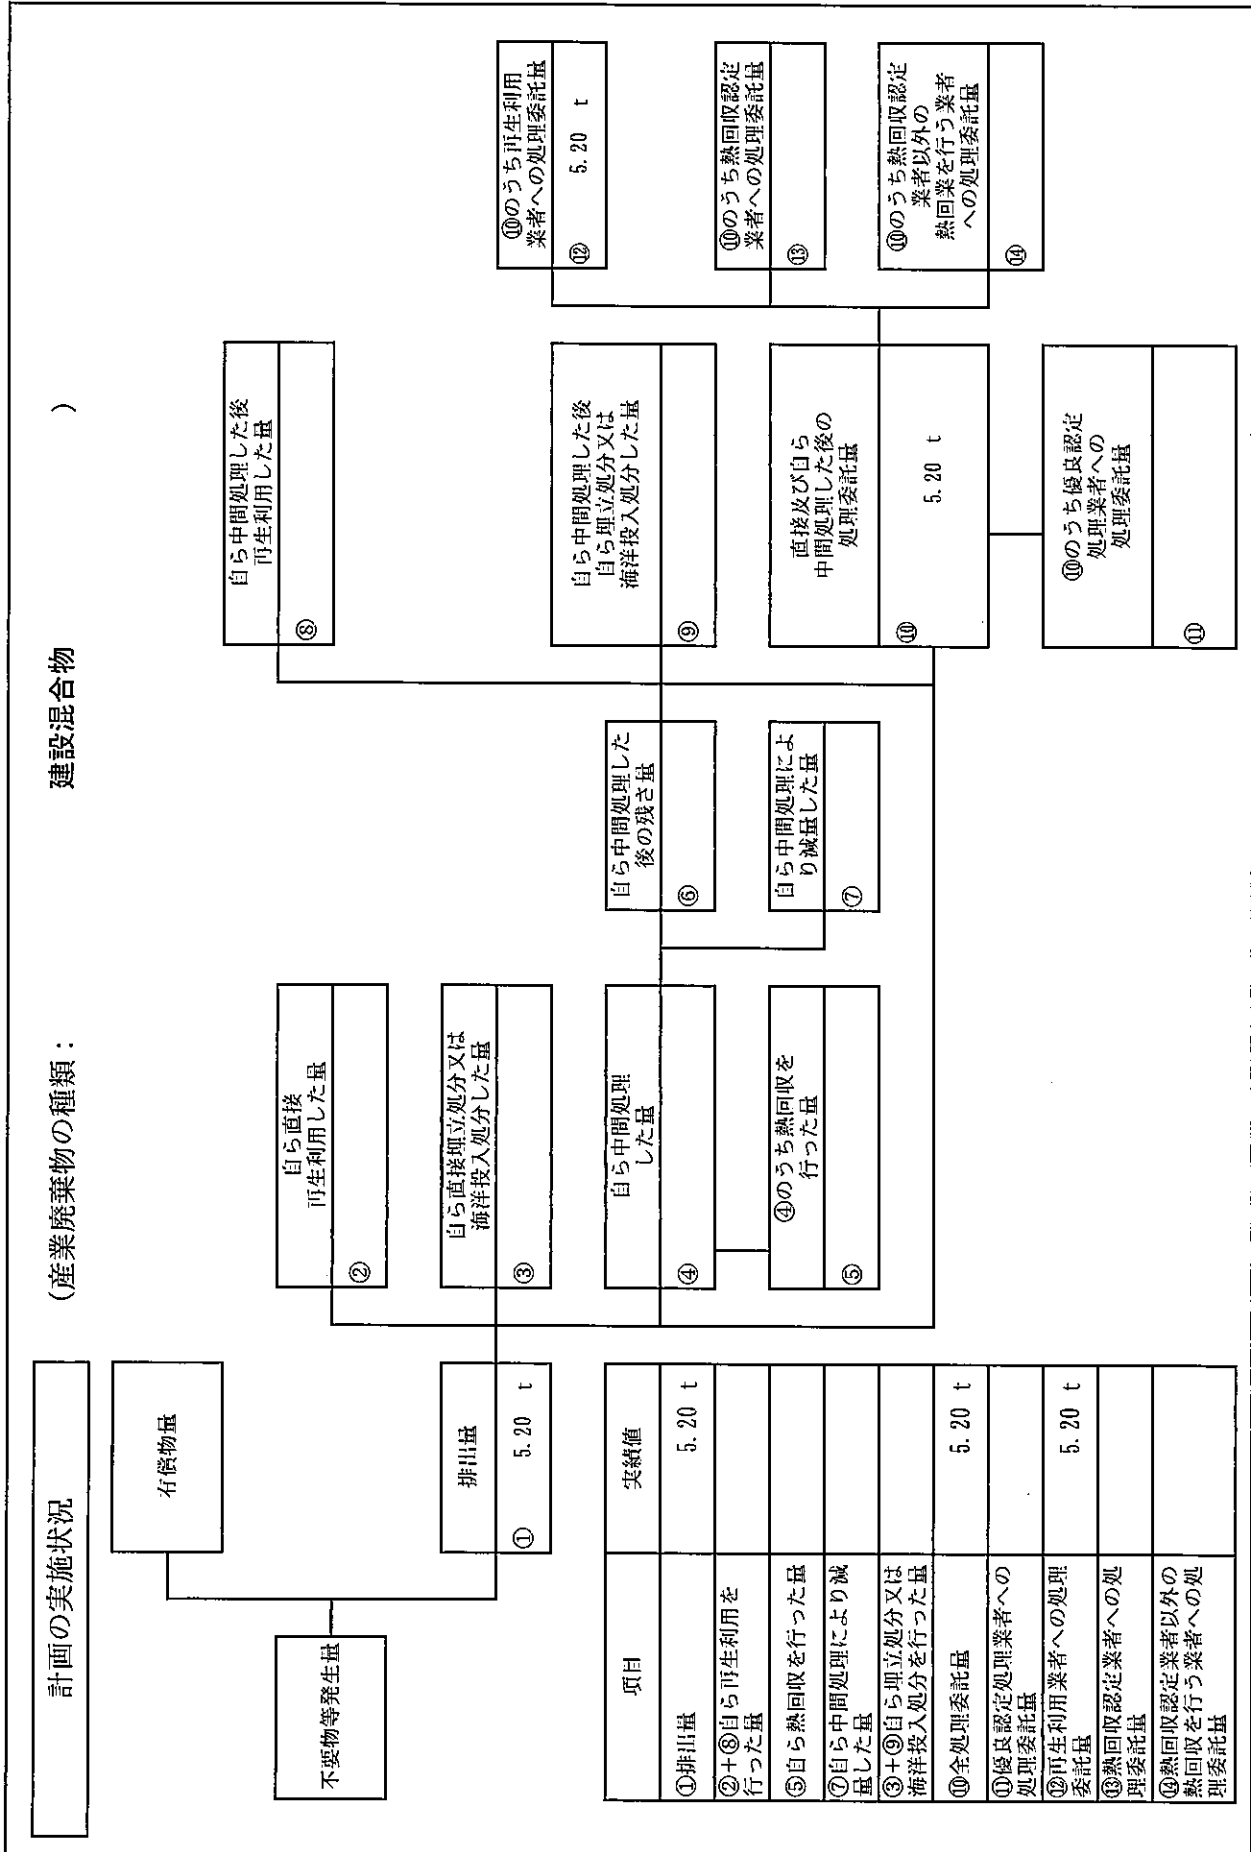 計画の実施状況
(産業廃棄物の種類：　建設混合物　)
不要物等発生量
有償物量
排出量
① 5.20 t
自ら直接
再生利用した量
②
自ら直接埋立処分又は
海洋投入処分した量
③
自ら中間処理
した量
④
④のうち熱回収を
行った量
⑤
自ら中間処理した
後の残さ量
⑥
自ら中間処理によ
り減量した量
⑦
自ら中間処理した後
再生利用した量
⑧
自ら中間処理した後
自ら埋立処分又は
海洋投入処分した量
⑨
直接及び自ら
中間処理した後の
処理委託量
⑩ 5.20 t
⑩のうち優良認定
処理業者への
処理委託量
⑪
⑩のうち再生利用
業者への処理委託量
⑫ 5.20 t
⑩のうち熱回収認定
業者への処理委託量
⑬
⑩のうち熱回収認定
業者以外の
熱回業を行う業者
への処理委託量
⑭
項目 実績値
①排出量 5.20 t
②+⑧自ら再生利用を
行った量
⑤自ら熱回収を行った量
⑦自ら中間処理により減
量した量
③+⑨自ら埋立処分又は
海洋投入処分を行った量
⑩全処理委託量 5.20 t
⑪優良認定処理業者への
処理委託量
⑫再生利用業者への処理
委託量 5.20 t
⑬熱回収認定業者への処
理委託量
⑭熱回収認定業者以外の
熱回収を行う業者への処
理委託量